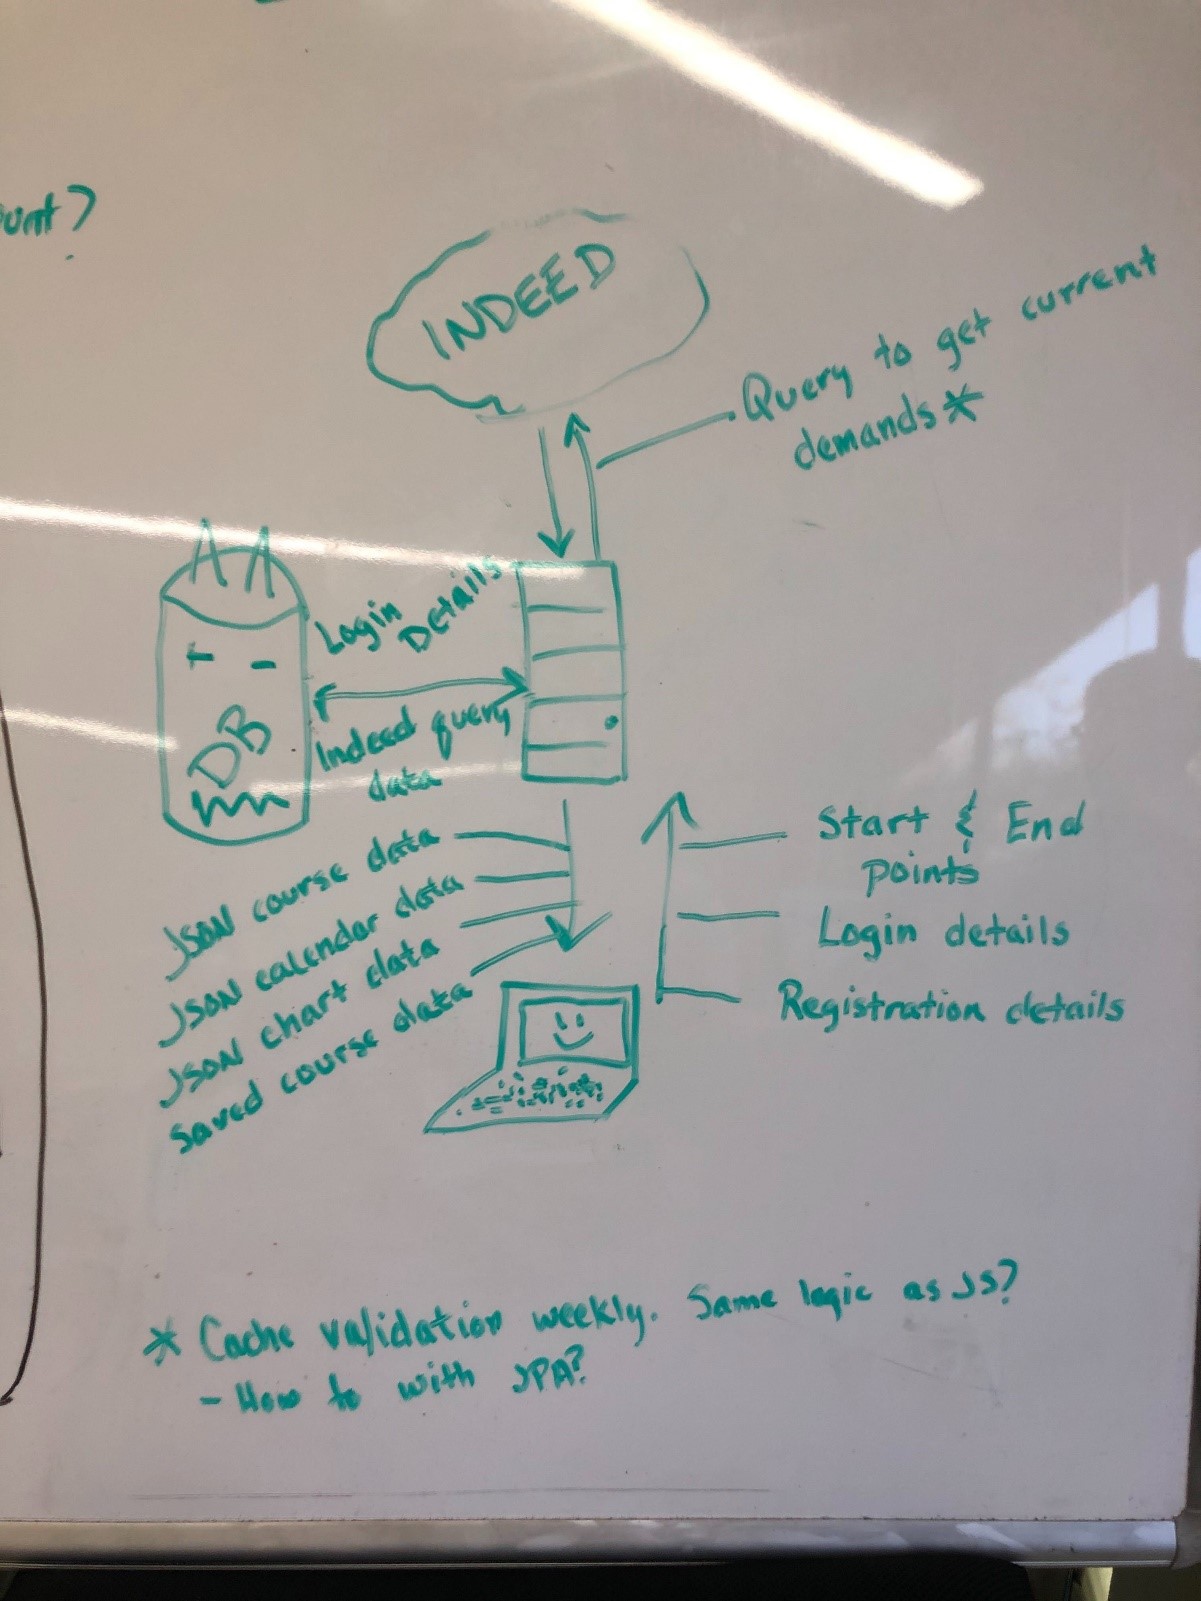 INDEED
Query to get current
demands*
Login
Details
Indeed query
data
DB
JSON course data
JSON calendar data
JSON chart data
saved course data
Start & End
points
Login details
Registration details
* Cache validation weekly. Same logic as JS?
- How to with JPA?